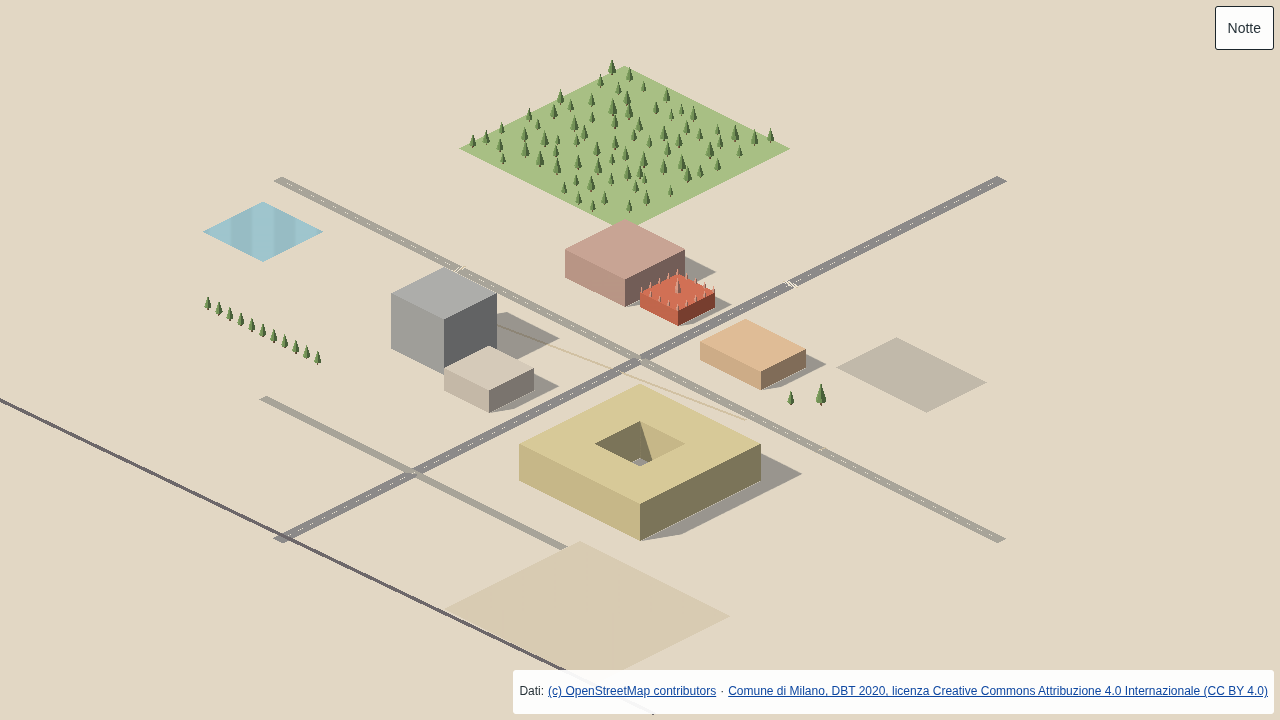 Notte
Dati: (c) OpenStreetMap contributors · Comune di Milano, DBT 2020, licenza Creative Commons Attribuzione 4.0 Internazionale (CC BY 4.0)